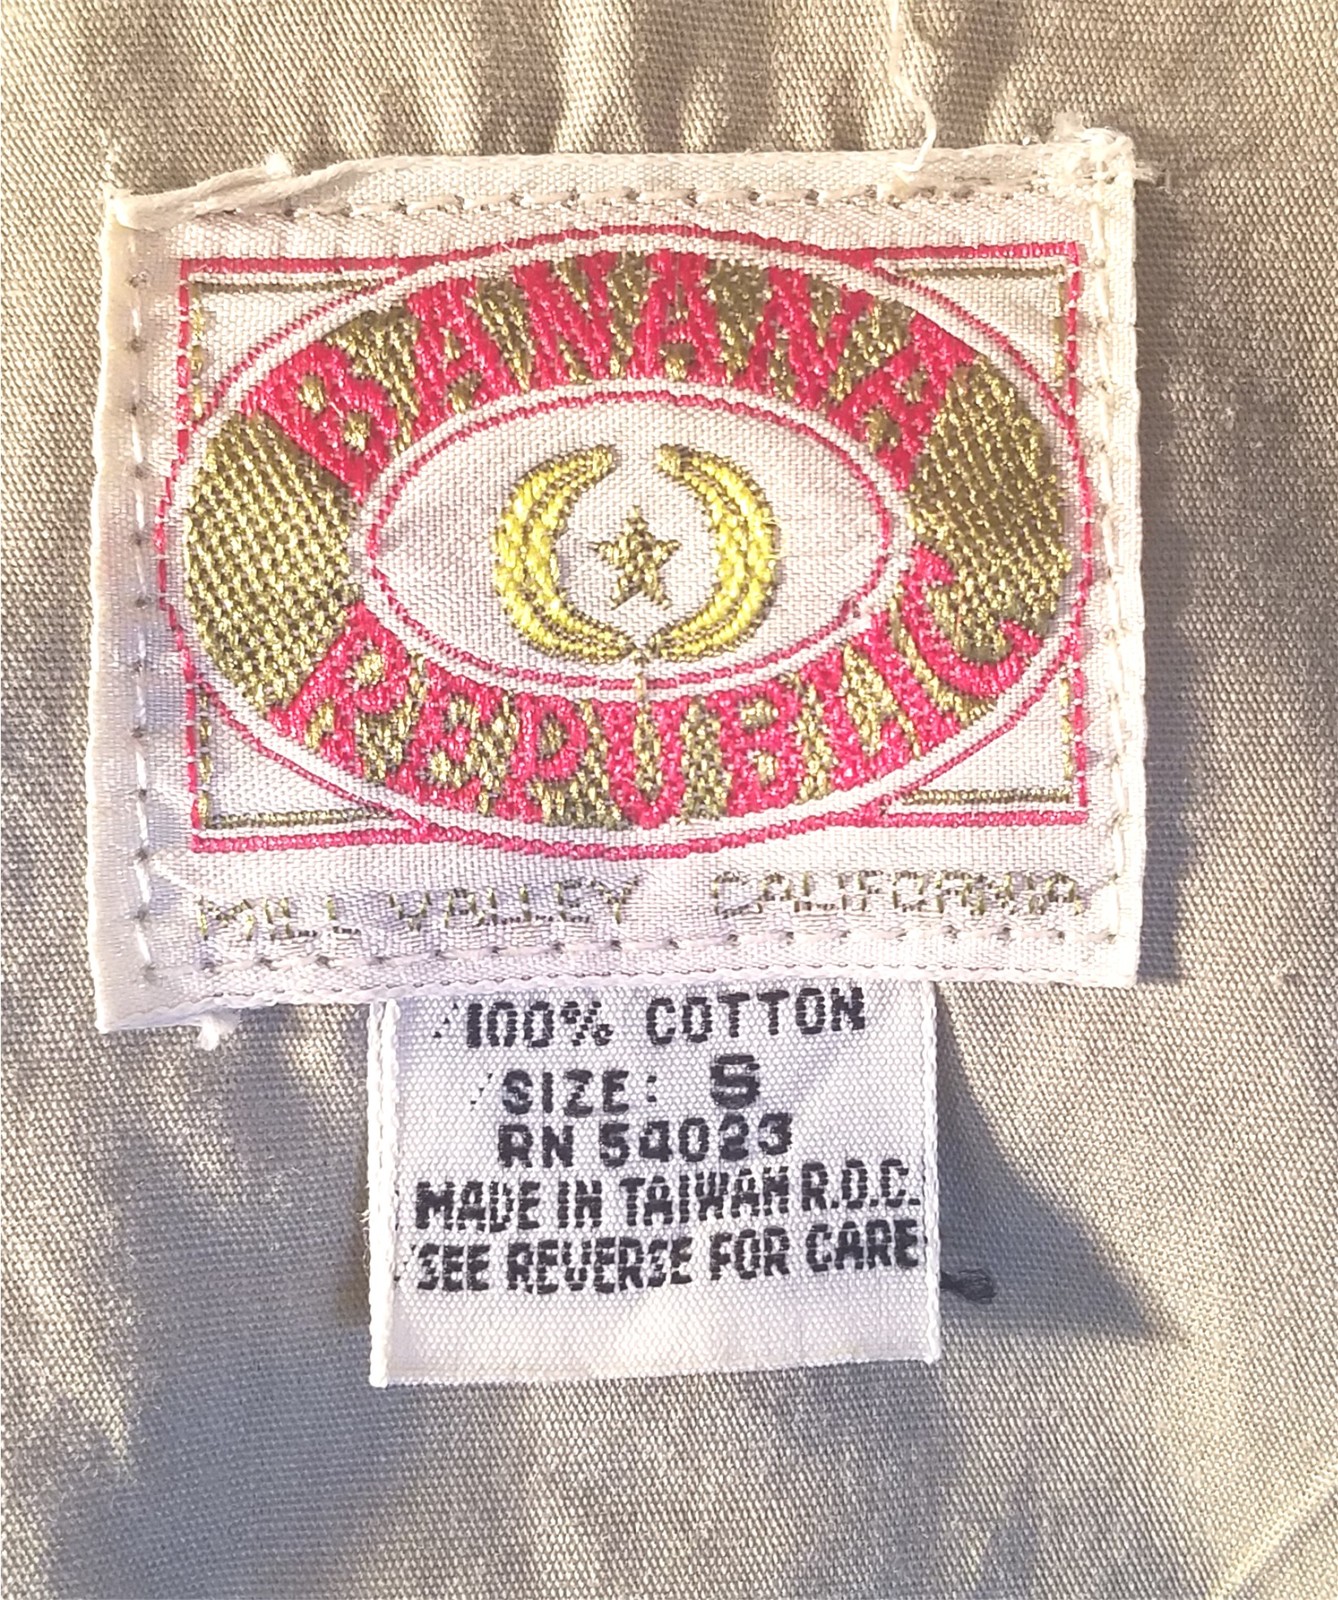 BANANA
REPUBLIC
MILL VALLEY CALIFORNIA
100% COTTON
SIZE: S
RN 54023
MADE IN TAIWAN R.O.C.
SEE REVERSE FOR CARE